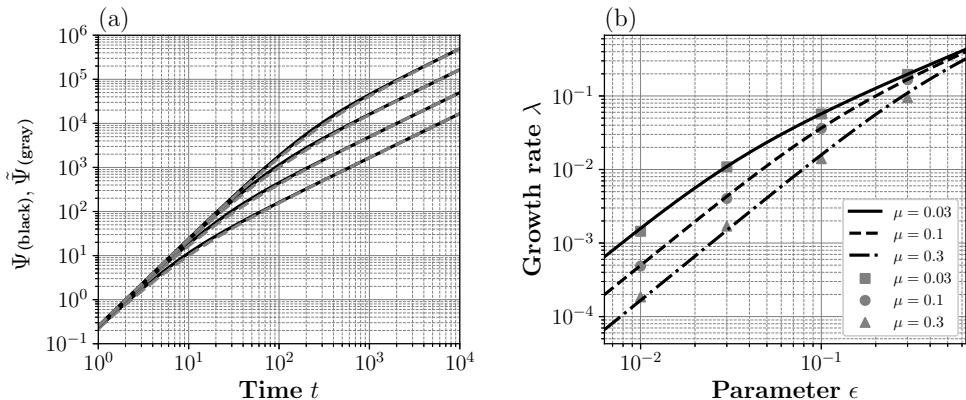 (a)
10^6
10^5
10^4
10^3
10^2
10^1
10^0
10^{-1}
Ψ (black), Ψ̃ (gray)
10^0 10^1 10^2 10^3 10^4
Time t
(b)
10^{-1}
10^{-2}
10^{-3}
10^{-4}
Growth rate λ
μ = 0.03
μ = 0.1
μ = 0.3
μ = 0.03
μ = 0.1
μ = 0.3
10^{-2} 10^{-1}
Parameter ϵ